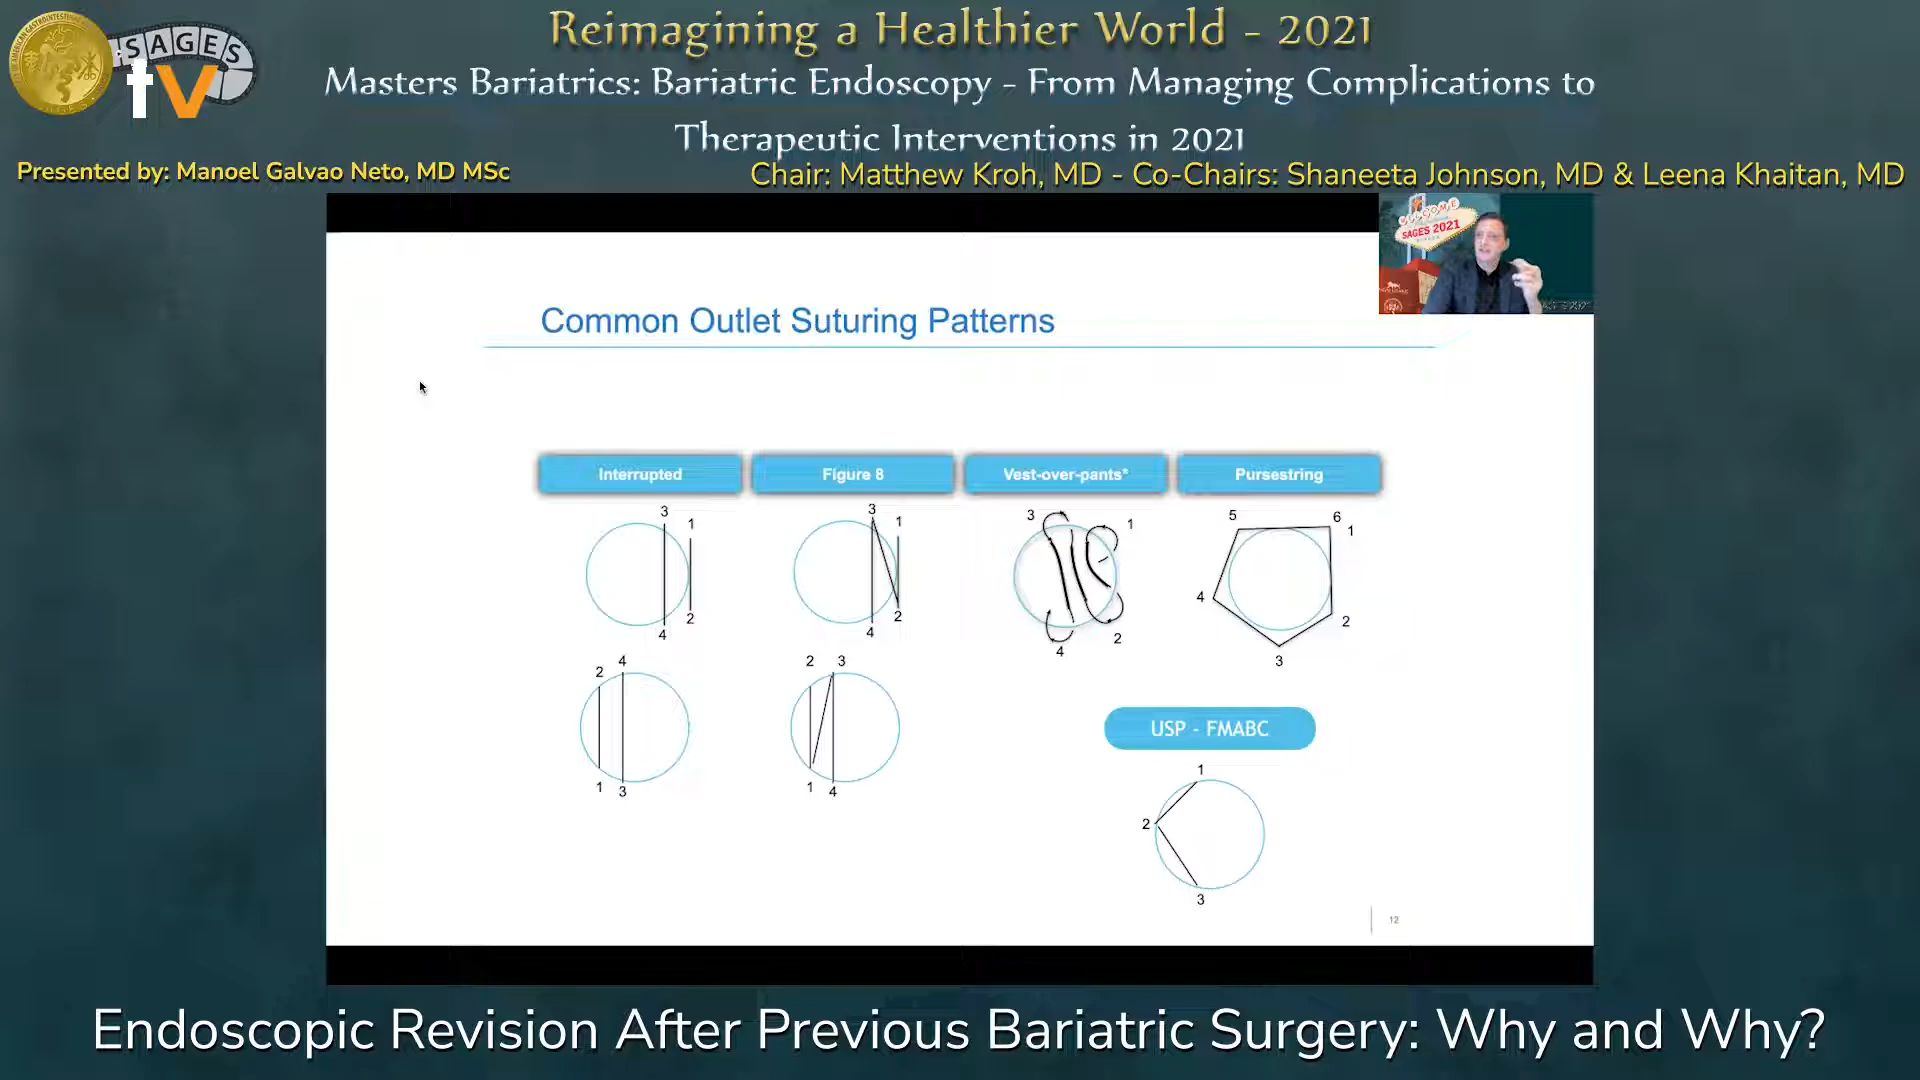 Reimagining a Healthier World - 2021
Masters Bariatrics: Bariatric Endoscopy - From Managing Complications to
Therapeutic Interventions in 2021
SAGES
tv
Presented by: Manoel Galvao Neto, MD MSc
Chair: Matthew Kroh, MD - Co-Chairs: Shaneeta Johnson, MD & Leena Khaitan, MD
WELCOME
SAGES 2021
Common Outlet Suturing Patterns
Interrupted
Figure 8
Vest-over-pants*
Pursestring
3 1
2
4
3 1
2
4
3 1
2
4
5 6
1
4
2
3
2 4
1 3
2 3
1 4
USP - FMABC
1
2
3
12
Endoscopic Revision After Previous Bariatric Surgery: Why and Why?